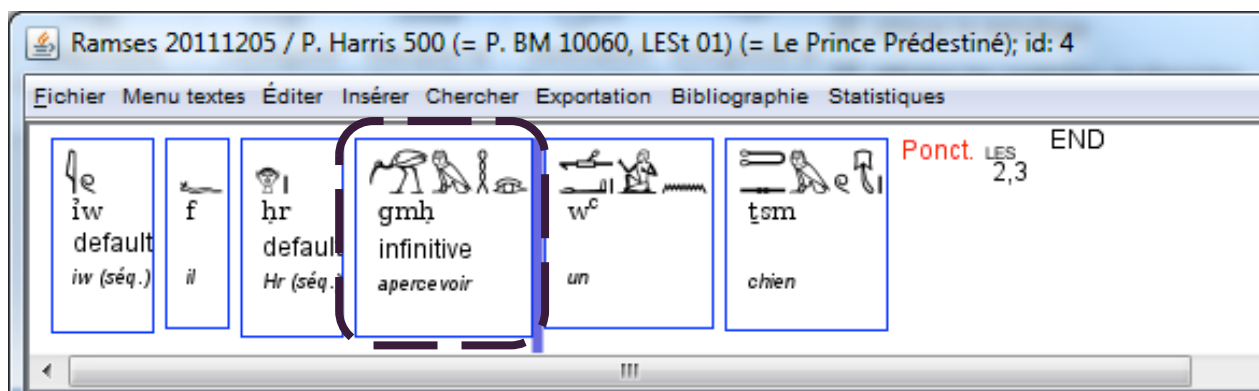 Ramses 20111205 / P. Harris 500 (= P. BM 10060, LESt 01) (= Le Prince Prédestiné); id: 4
Fichier Menu textes Éditer Insérer Chercher Exportation Bibliographie Statistiques
Ponct. LES 2,3 END
ỉw f ḥr gmḥ wꜥ ṯsm
default default infinitive
iw (séq.) il Hr (séq.) apercevoir un chien